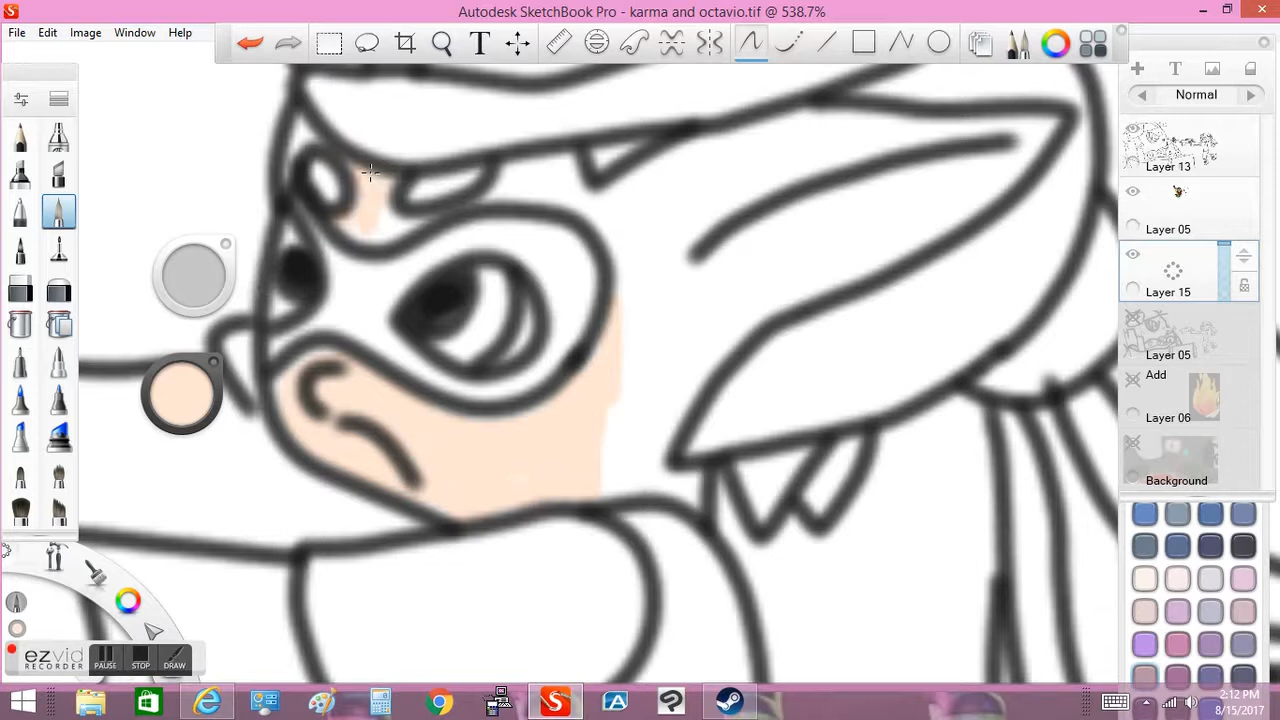 Autodesk SketchBook Pro - karma and octavio.tif @ 538.7%
File Edit Image Window Help
T
T
Normal
Layer 13
Layer 05
Layer 15
Layer 05
Add
Layer 06
Background
ezvid
RECORDER
PAUSE STOP DRAW
2:12 PM
8/15/2017